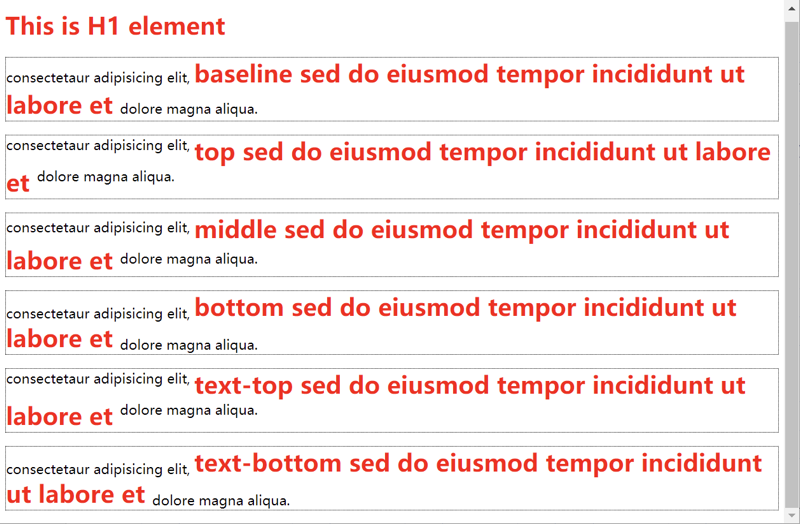 This is H1 element
consectetaur adipisicing elit, baseline sed do eiusmod tempor incididunt ut
labore et dolore magna aliqua.
consectetaur adipisicing elit, top sed do eiusmod tempor incididunt ut labore
et dolore magna aliqua.
consectetaur adipisicing elit, middle sed do eiusmod tempor incididunt ut
labore et dolore magna aliqua.
consectetaur adipisicing elit, bottom sed do eiusmod tempor incididunt ut
labore et dolore magna aliqua.
consectetaur adipisicing elit, text-top sed do eiusmod tempor incididunt ut
labore et dolore magna aliqua.
consectetaur adipisicing elit, text-bottom sed do eiusmod tempor incididunt
ut labore et dolore magna aliqua.